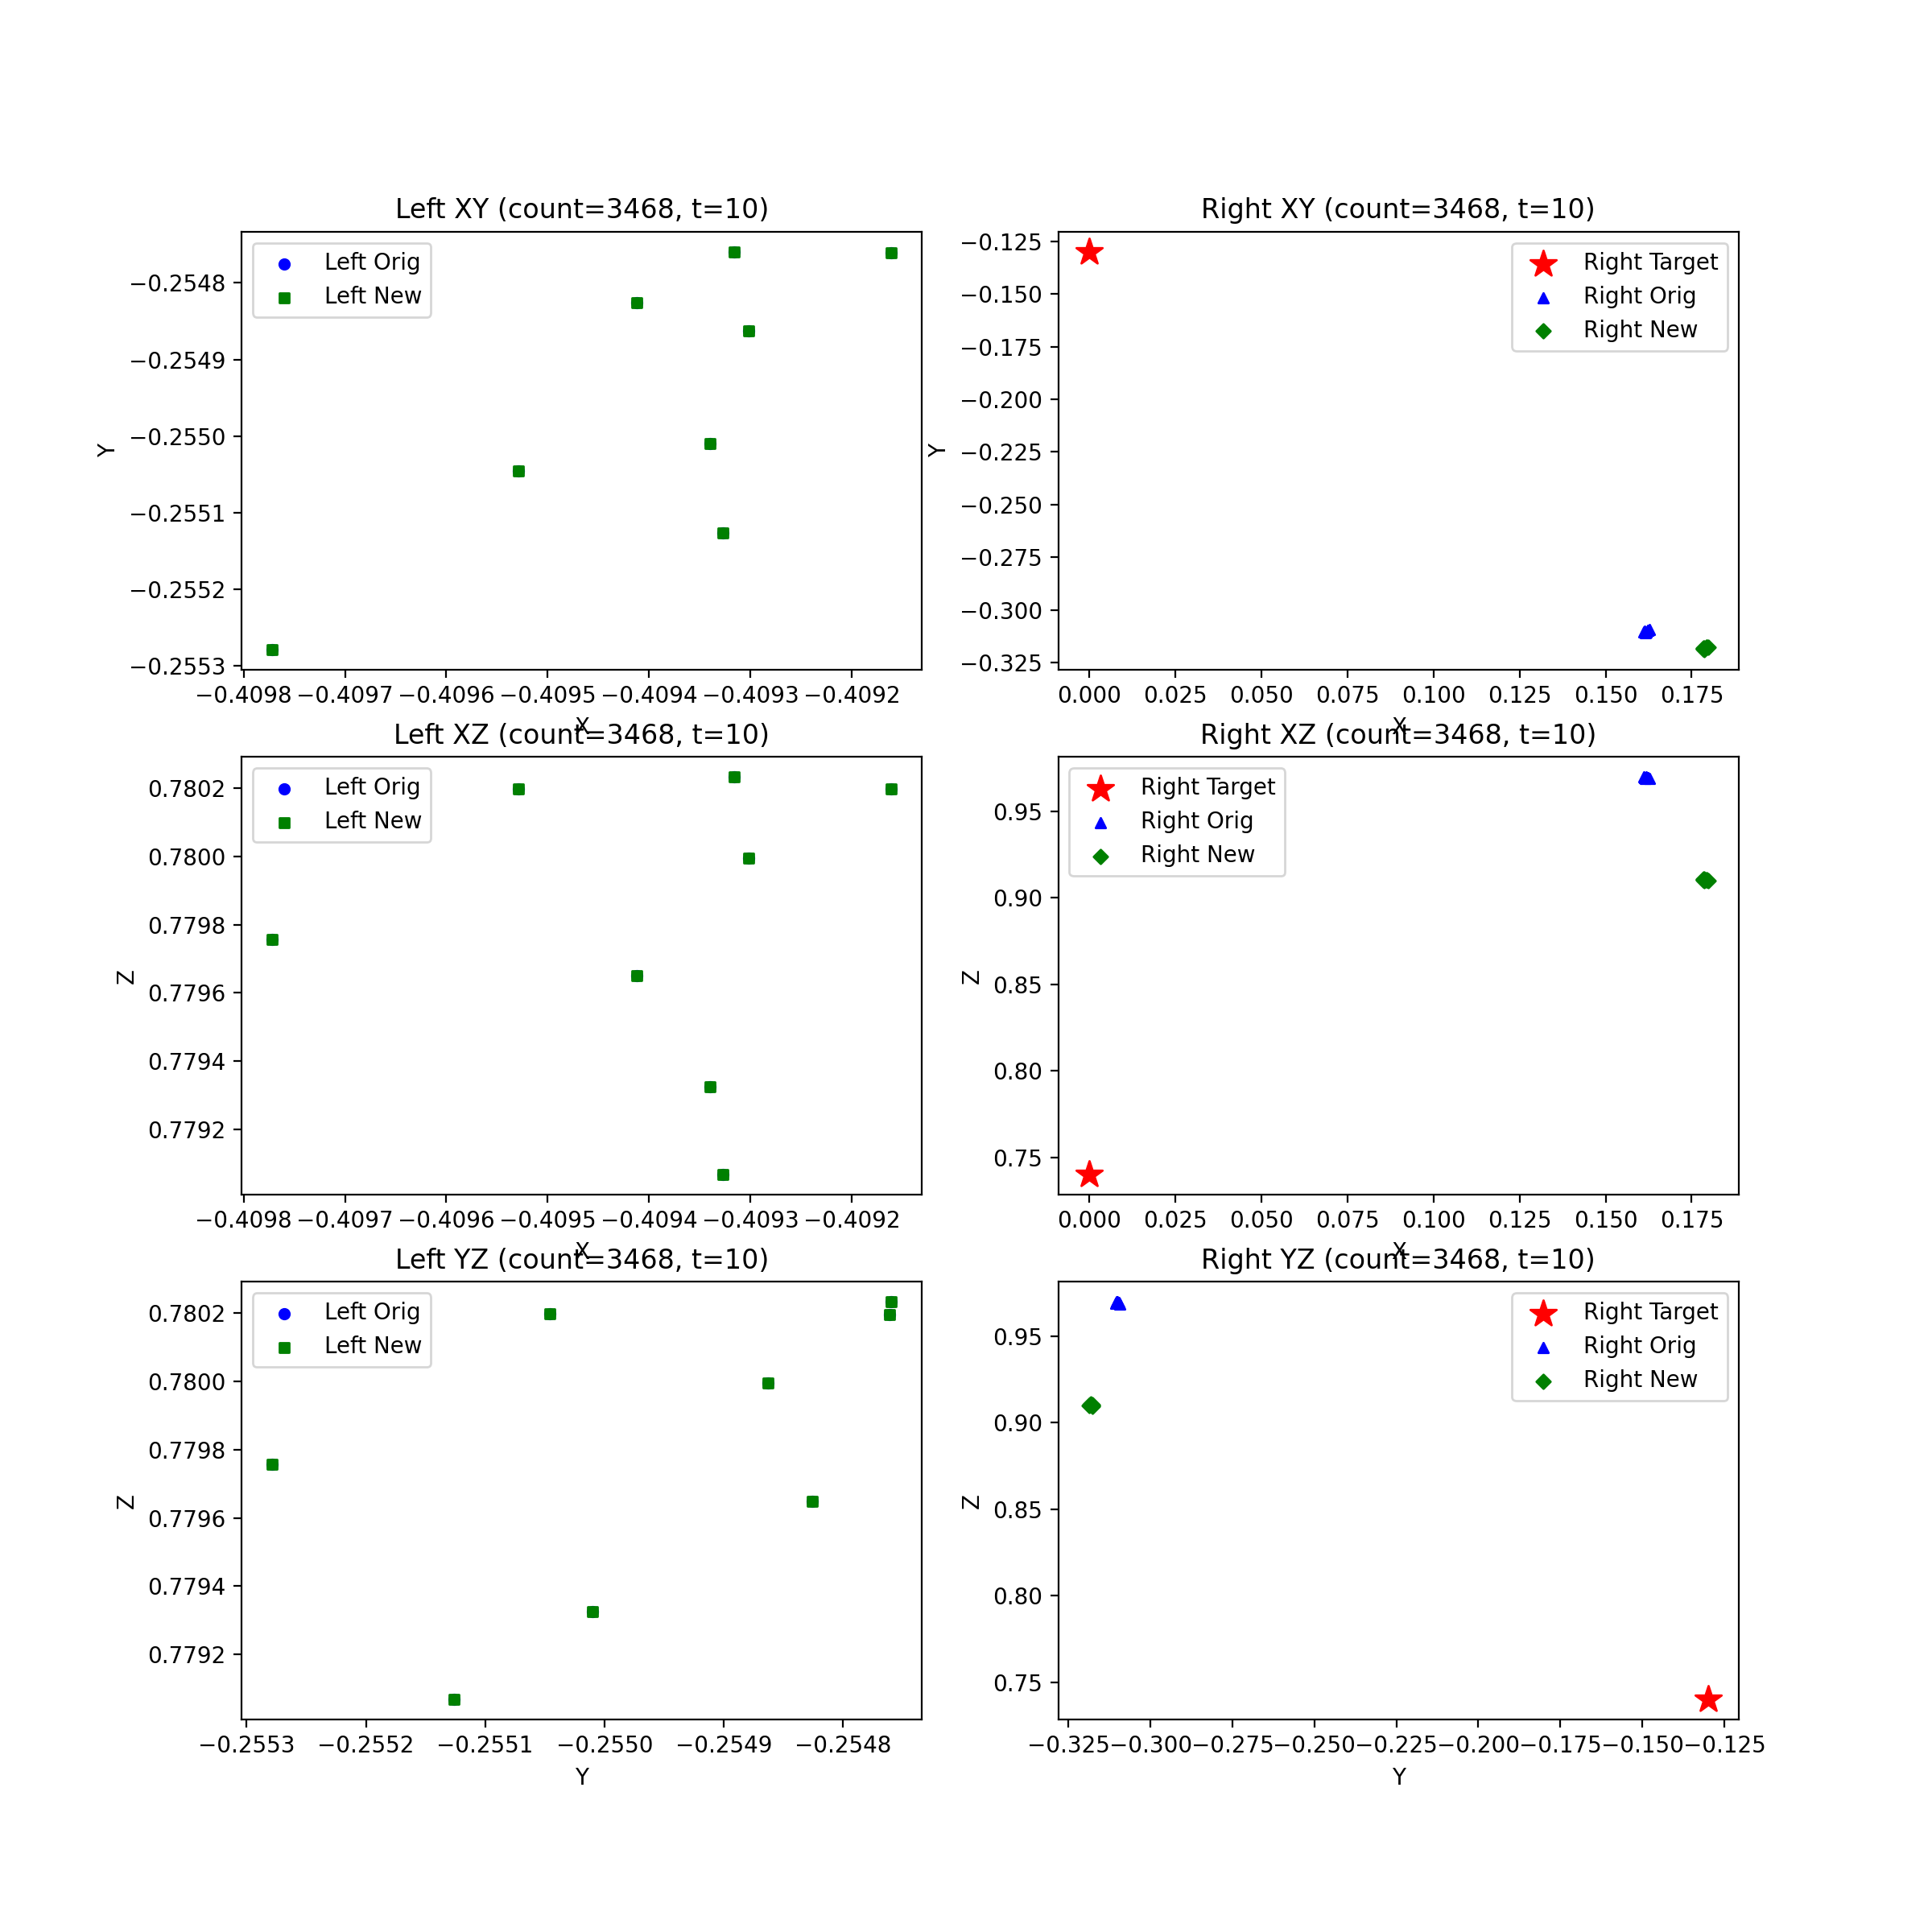 Left XY (count=3468, t=10)
Left Orig
Left New
−0.2548
−0.2549
−0.2550
−0.2551
−0.2552
−0.2553
Y
−0.4098 −0.4097 −0.4096 −0.4095 −0.4094 −0.4093 −0.4092
X
Right XY (count=3468, t=10)
Right Target
Right Orig
Right New
−0.125
−0.150
−0.175
−0.200
−0.225
−0.250
−0.275
−0.300
−0.325
Y
0.000 0.025 0.050 0.075 0.100 0.125 0.150 0.175
X
Left XZ (count=3468, t=10)
Left Orig
Left New
0.7802
0.7800
0.7798
0.7796
0.7794
0.7792
Z
−0.4098 −0.4097 −0.4096 −0.4095 −0.4094 −0.4093 −0.4092
X
Right XZ (count=3468, t=10)
Right Target
Right Orig
Right New
0.95
0.90
0.85
0.80
0.75
Z
0.000 0.025 0.050 0.075 0.100 0.125 0.150 0.175
X
Left YZ (count=3468, t=10)
Left Orig
Left New
0.7802
0.7800
0.7798
0.7796
0.7794
0.7792
Z
−0.2553 −0.2552 −0.2551 −0.2550 −0.2549 −0.2548
Y
Right YZ (count=3468, t=10)
Right Target
Right Orig
Right New
0.95
0.90
0.85
0.80
0.75
Z
−0.325 −0.300 −0.275 −0.250 −0.225 −0.200 −0.175 −0.150 −0.125
Y